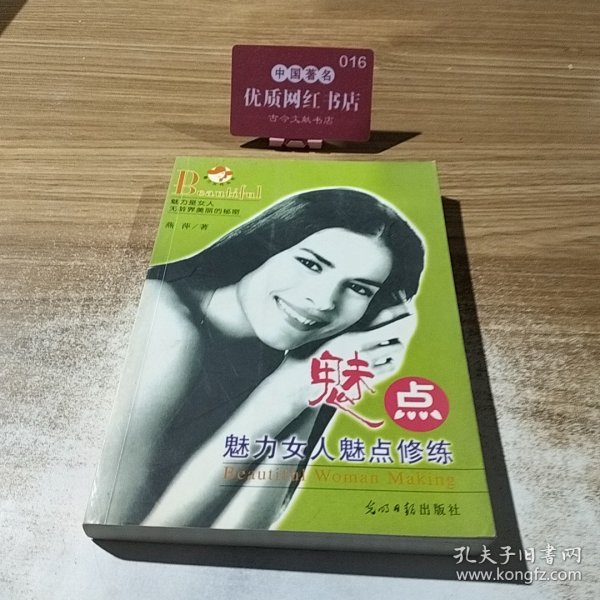 016
中国著名
优质网红书店
古今文献书店
Beautiful
魅力是女人
无国界美丽的秘密
燕萍/著
魅点
魅力女人魅点修练
Beautiful Woman Making
光明日报出版社
孔夫子旧书网
www.kongfz.com